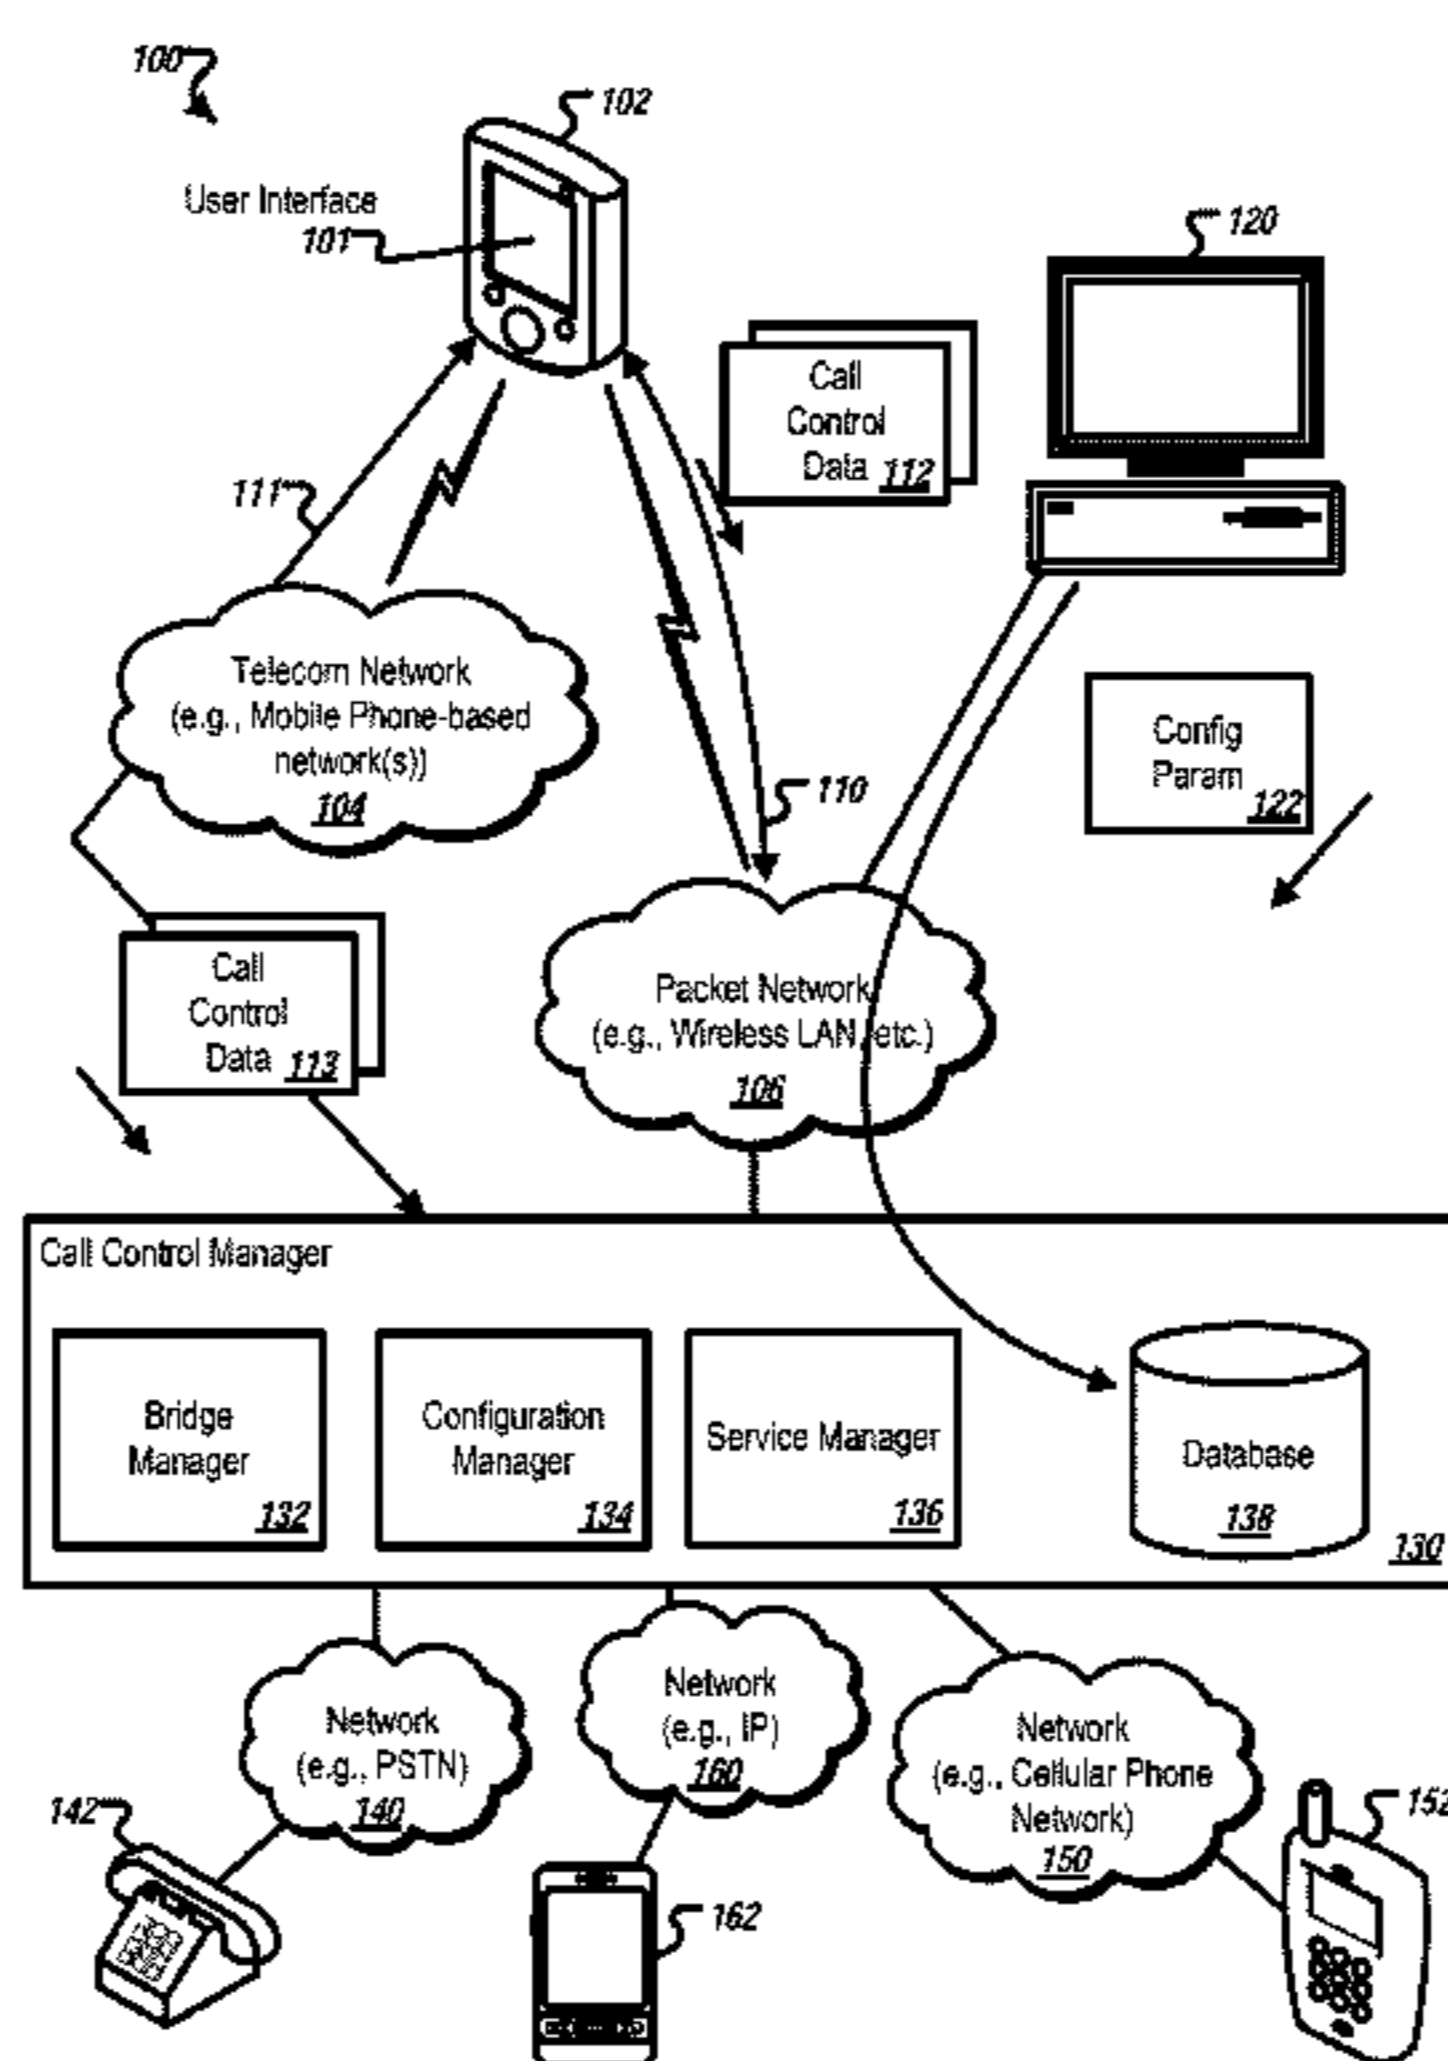 100
102
User Interface
101
120
Call
Control
Data 112
111
Telecom Network
(e.g., Mobile Phone-based
network(s))
104
Config
Param
122
110
Call
Control
Data 113
Packet Network
(e.g., Wireless LAN, etc.)
106
Call Control Manager
Bridge
Manager
132
Configuration
Manager
134
Service Manager
136
Database
138
130
Network
(e.g., PSTN)
140
Network
(e.g., IP)
160
Network
(e.g., Cellular Phone
Network)
150
142
152
162